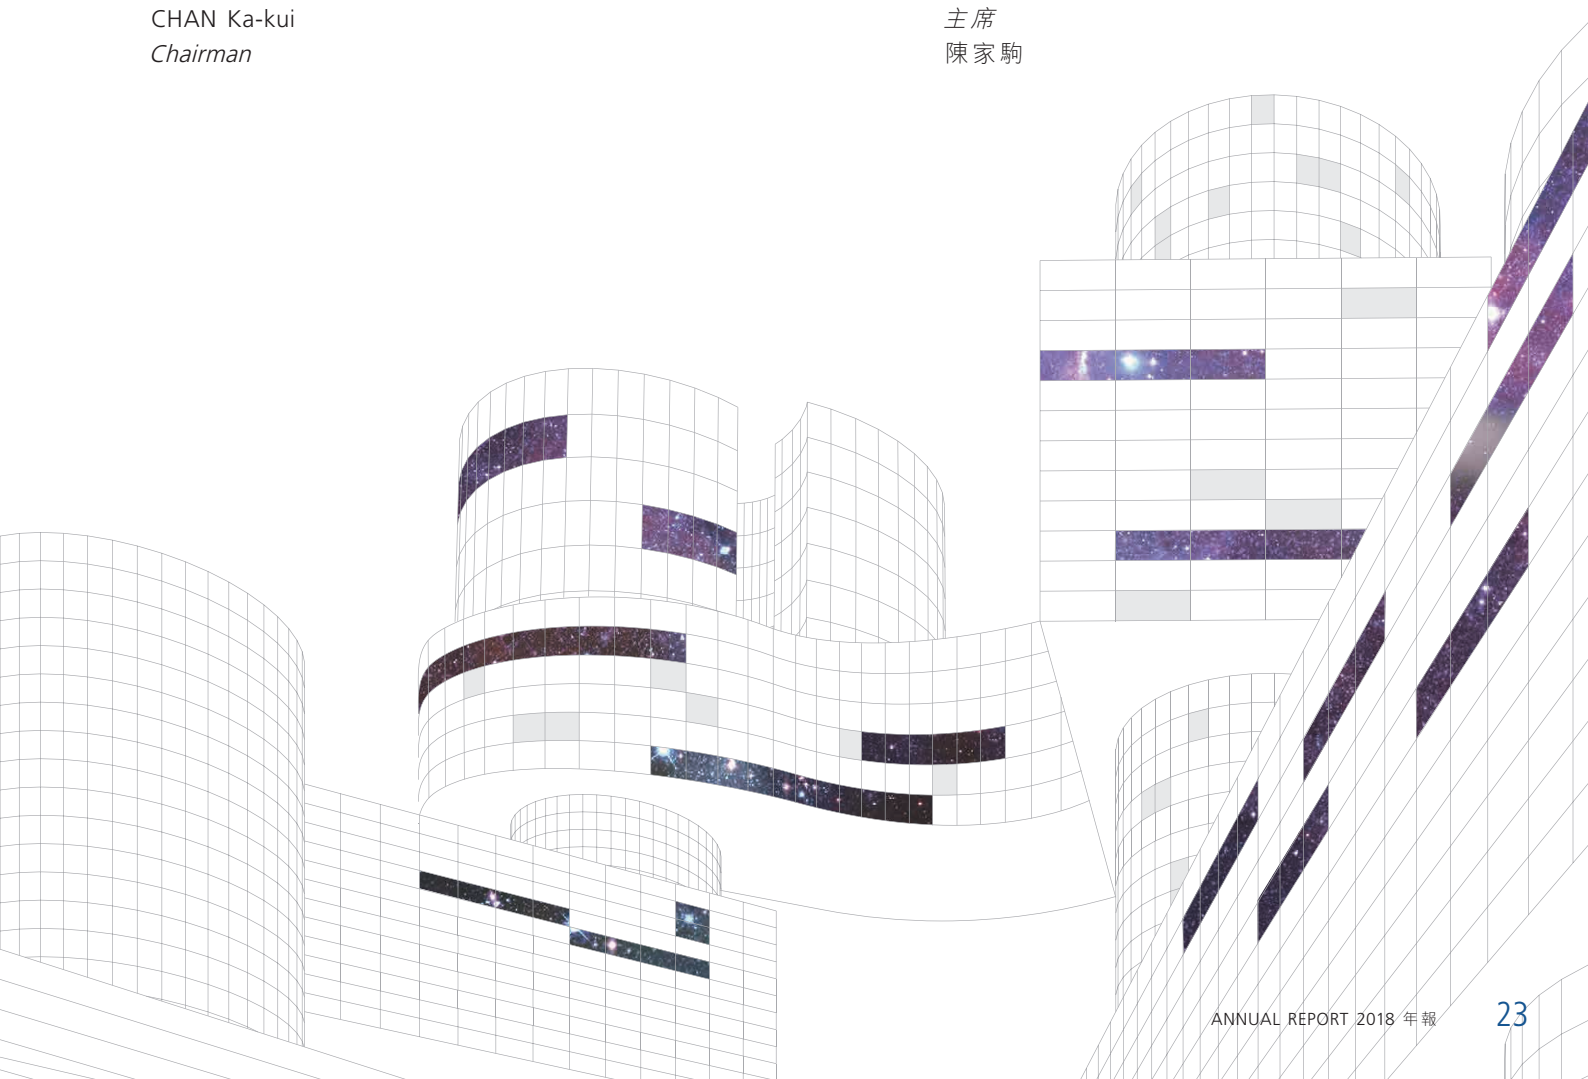 CHAN Ka-kui
Chairman
主席
陳家駒
ANNUAL REPORT 2018 年報
23